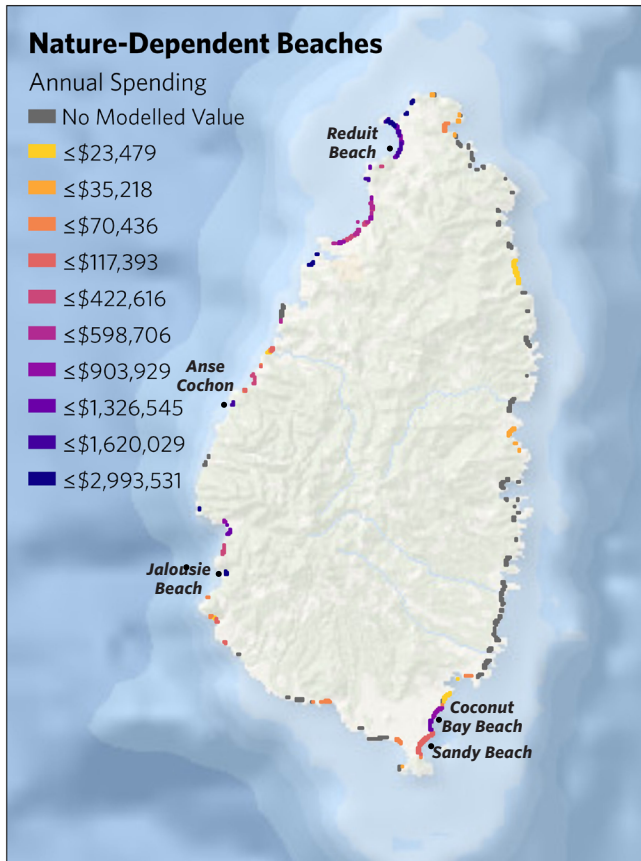 Nature-Dependent Beaches
Annual Spending
No Modelled Value
≤$23,479
≤$35,218
≤$70,436
≤$117,393
≤$422,616
≤$598,706
≤$903,929
≤$1,326,545
≤$1,620,029
≤$2,993,531
Reduit
Beach
Anse
Cochon
Jalousie
Beach
Coconut
Bay Beach
Sandy Beach